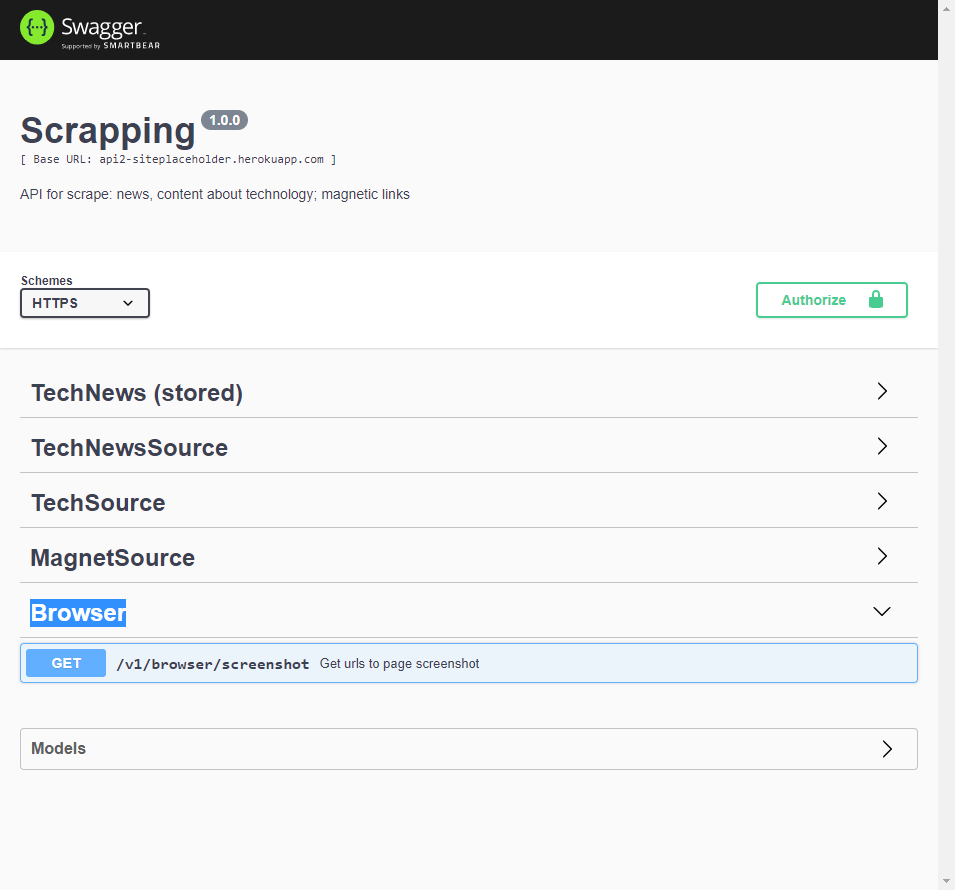 {···} Swagger
Supported by SMARTBEAR
Scrapping 1.0.0
[ Base URL: api2-siteplaceholder.herokuapp.com ]
API for scrape: news, content about technology; magnetic links
Schemes
HTTPS
Authorize
TechNews (stored)
TechNewsSource
TechSource
MagnetSource
Browser
GET /v1/browser/screenshot Get urls to page screenshot
Models